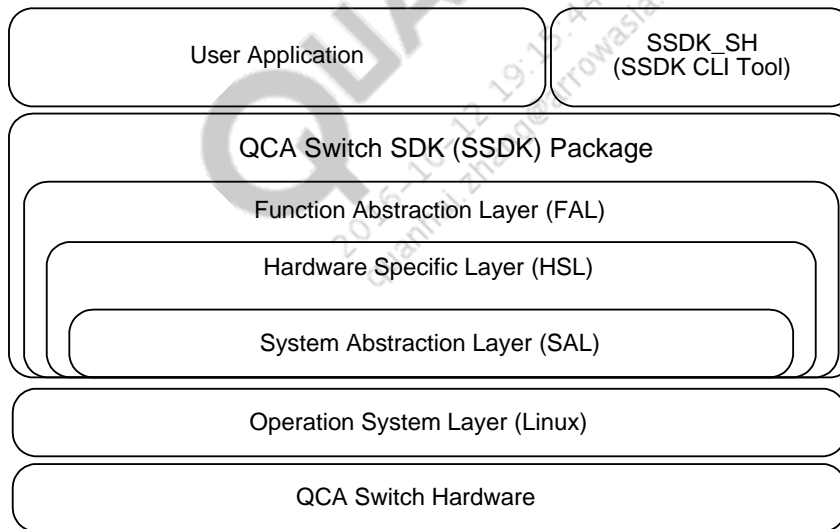 User Application
SSDK_SH
(SSDK CLI Tool)
QCA Switch SDK (SSDK) Package
Function Abstraction Layer (FAL)
Hardware Specific Layer (HSL)
System Abstraction Layer (SAL)
Operation System Layer (Linux)
QCA Switch Hardware